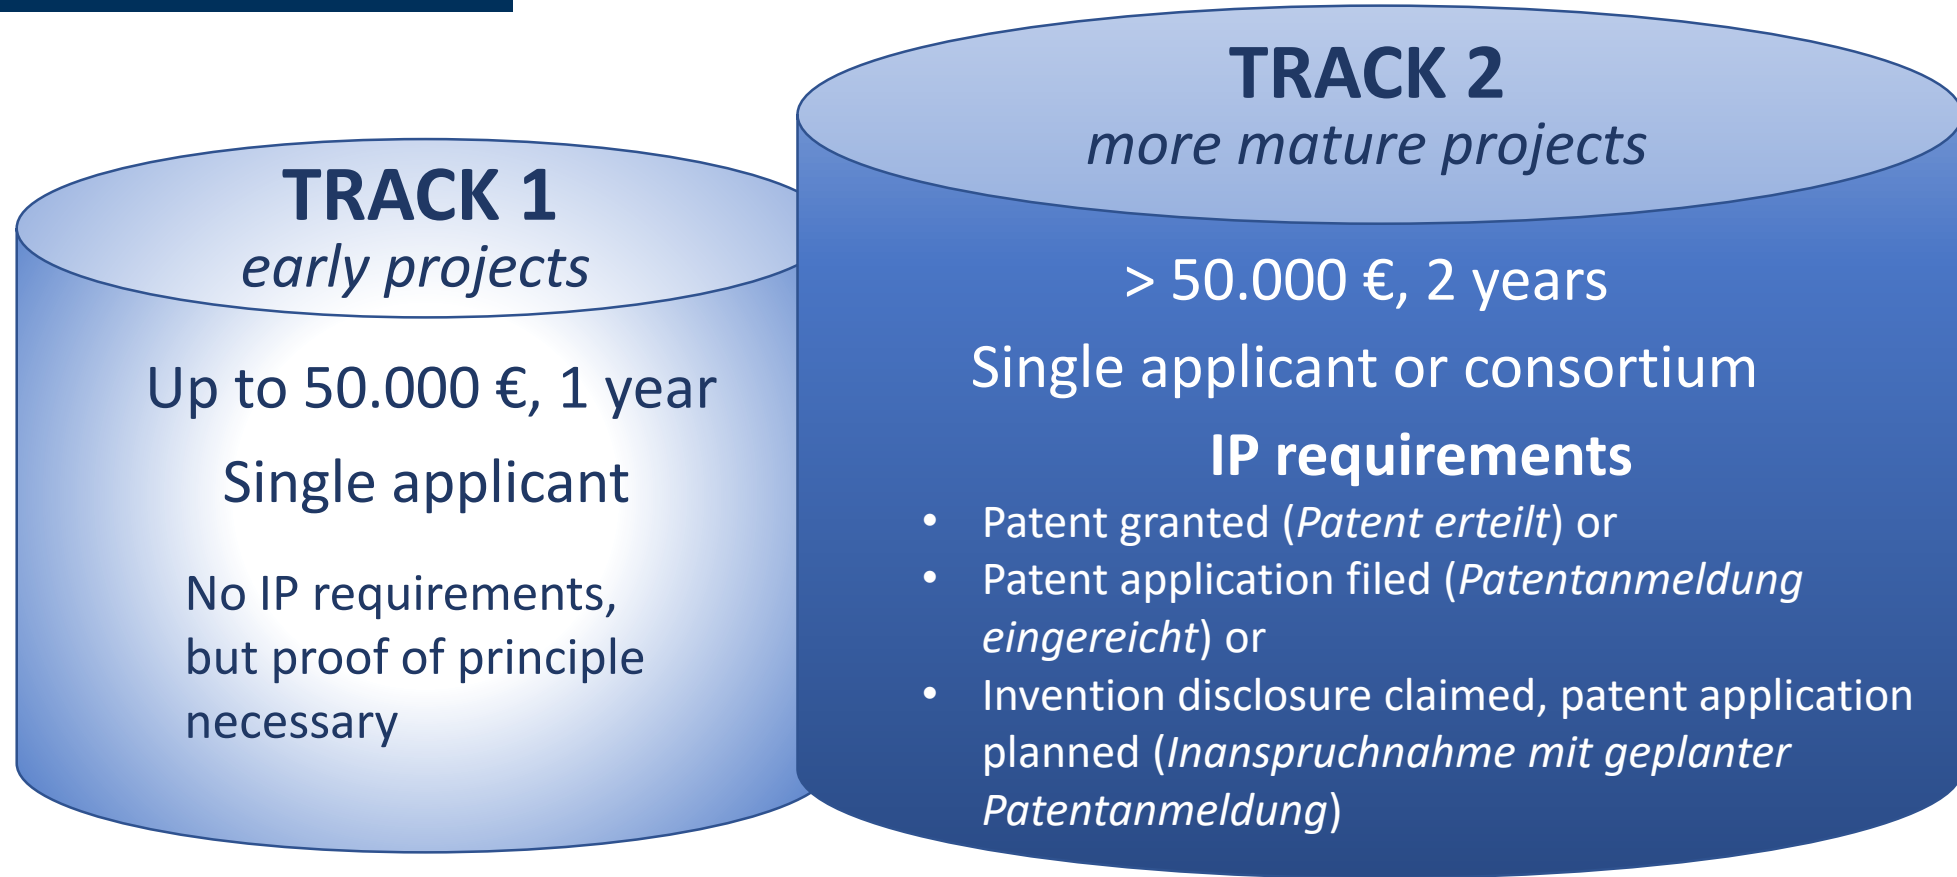 TRACK 1
early projects
Up to 50.000 €, 1 year
Single applicant
No IP requirements,
but proof of principle
necessary
TRACK 2
more mature projects
> 50.000 €, 2 years
Single applicant or consortium
IP requirements
• Patent granted (Patent erteilt) or
• Patent application filed (Patentanmeldung
eingereicht) or
• Invention disclosure claimed, patent application
planned (Inanspruchnahme mit geplanter
Patentanmeldung)